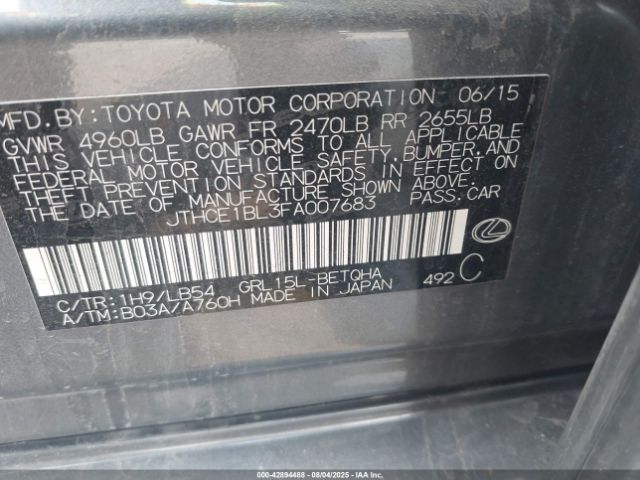 MFD. BY: TOYOTA MOTOR CORPORATION 06/15
GVWR 4960LB GAWR FR 2470LB RR 2655LB
THIS VEHICLE CONFORMS TO ALL APPLICABLE
FEDERAL MOTOR VEHICLE SAFETY, BUMPER, AND
THEFT PREVENTION STANDARDS IN EFFECT ON
THE DATE OF MANUFACTURE SHOWN ABOVE.
JTHCE1BL3FA007683 PASS. CAR
C/TR: 1H9/LB54 GRL15L-BETQHA 492 C
A/TM: B03A/A760H MADE IN JAPAN
000-42894488 - 08/04/2025 - IAAI.COM